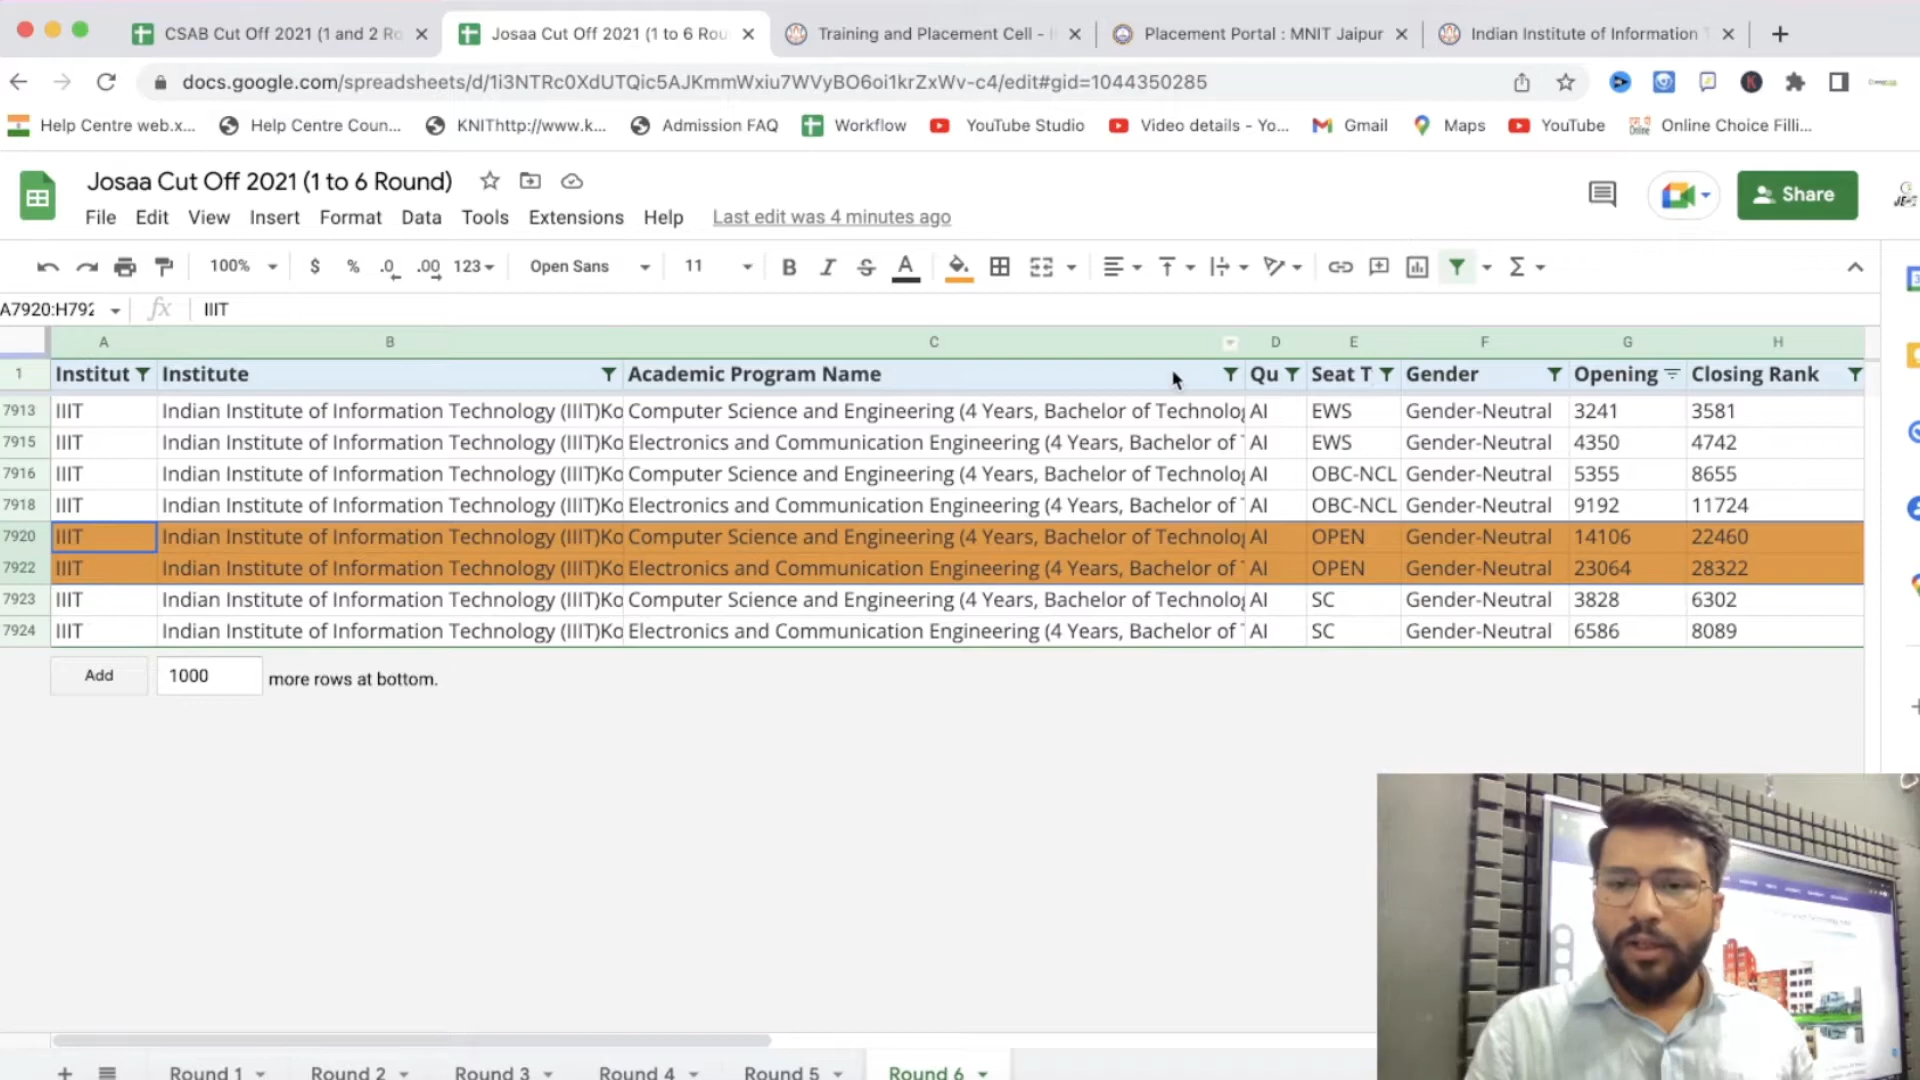 CSAB Cut Off 2021 (1 and 2 Ro
Josaa Cut Off 2021 (1 to 6 Rou
Training and Placement Cell -
Placement Portal : MNIT Jaipur
Indian Institute of Information T
docs.google.com/spreadsheets/d/1i3NTRc0XdUTQic5AJKmmWxiu7WVyBO6oi1krZxWv-c4/edit#gid=1044350285
Help Centre web.x... Help Centre Coun... KNIThttp://www.k... Admission FAQ Workflow YouTube Studio Video details - Yo... Gmail Maps YouTube Online Choice Filli...
Josaa Cut Off 2021 (1 to 6 Round)
Share
File Edit View Insert Format Data Tools Extensions Help Last edit was 4 minutes ago
100% $ % .0 .00 123 Open Sans 11 B I S A
A7920:H792 fx IIIT
A B C D E F G H
1 Institut Institute Academic Program Name Qu Seat T Gender Opening Closing Rank
7913 IIIT Indian Institute of Information Technology (IIIT)Ko Computer Science and Engineering (4 Years, Bachelor of Technolog AI EWS Gender-Neutral 3241 3581
7915 IIIT Indian Institute of Information Technology (IIIT)Ko Electronics and Communication Engineering (4 Years, Bachelor of T AI EWS Gender-Neutral 4350 4742
7916 IIIT Indian Institute of Information Technology (IIIT)Ko Computer Science and Engineering (4 Years, Bachelor of Technolog AI OBC-NCL Gender-Neutral 5355 8655
7918 IIIT Indian Institute of Information Technology (IIIT)Ko Electronics and Communication Engineering (4 Years, Bachelor of T AI OBC-NCL Gender-Neutral 9192 11724
7920 IIIT Indian Institute of Information Technology (IIIT)Ko Computer Science and Engineering (4 Years, Bachelor of Technolog AI OPEN Gender-Neutral 14106 22460
7922 IIIT Indian Institute of Information Technology (IIIT)Ko Electronics and Communication Engineering (4 Years, Bachelor of T AI OPEN Gender-Neutral 23064 28322
7923 IIIT Indian Institute of Information Technology (IIIT)Ko Computer Science and Engineering (4 Years, Bachelor of Technolog AI SC Gender-Neutral 3828 6302
7924 IIIT Indian Institute of Information Technology (IIIT)Ko Electronics and Communication Engineering (4 Years, Bachelor of T AI SC Gender-Neutral 6586 8089
Add 1000 more rows at bottom.
Round 1 Round 2 Round 3 Round 4 Round 5 Round 6